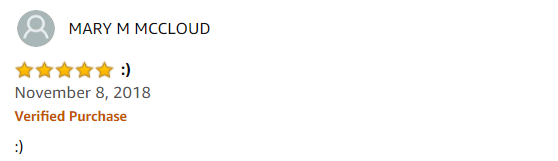 MARY M MCCLOUD
:)
November 8, 2018
Verified Purchase
:)